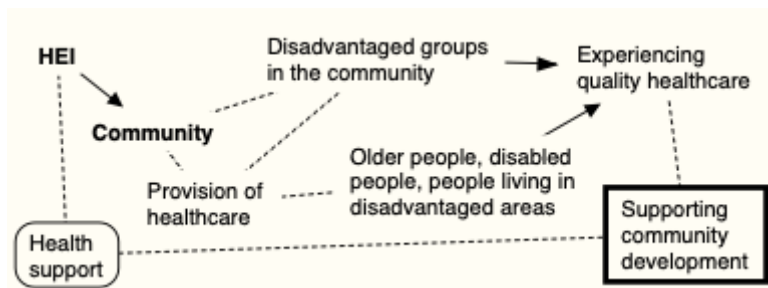 HEI
Disadvantaged groups
in the community
Experiencing
quality healthcare
Community
Older people, disabled
people, people living in
disadvantaged areas
Provision of
healthcare
Health
support
Supporting
community
development